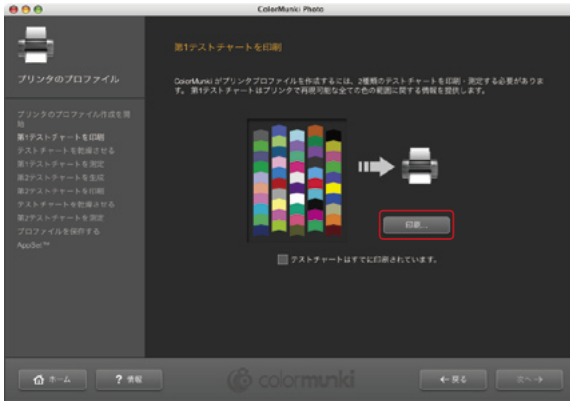 ColorMunki Photo
第1テストチャートを印刷
プリンタのプロファイル
ColorMunki がプリンタプロファイルを作成するには、2種類のテストチャートを印刷・測定する必要がありま
す。 第1テストチャートはプリンタで再現可能な全ての色の範囲に関する情報を提供します。
プリンタのプロファイル作成を開
始
第1テストチャートを印刷
テストチャートを乾燥させる
第1テストチャートを測定
第2テストチャートを生成
第2テストチャートを印刷
テストチャートを乾燥させる
第2テストチャートを測定
プロファイルを保存する
AppSet™
印刷...
テストチャートはすでに印刷されています。
ホーム
? 情報
colormunki
戻る
次へ